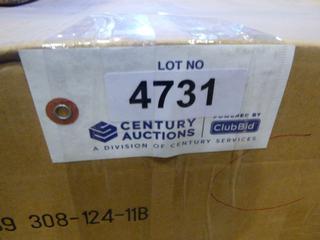 LOT NO
4731
CENTURY AUCTIONS
POWERED BY
ClubBid
A DIVISION OF CENTURY SERVICES
308-124-11B